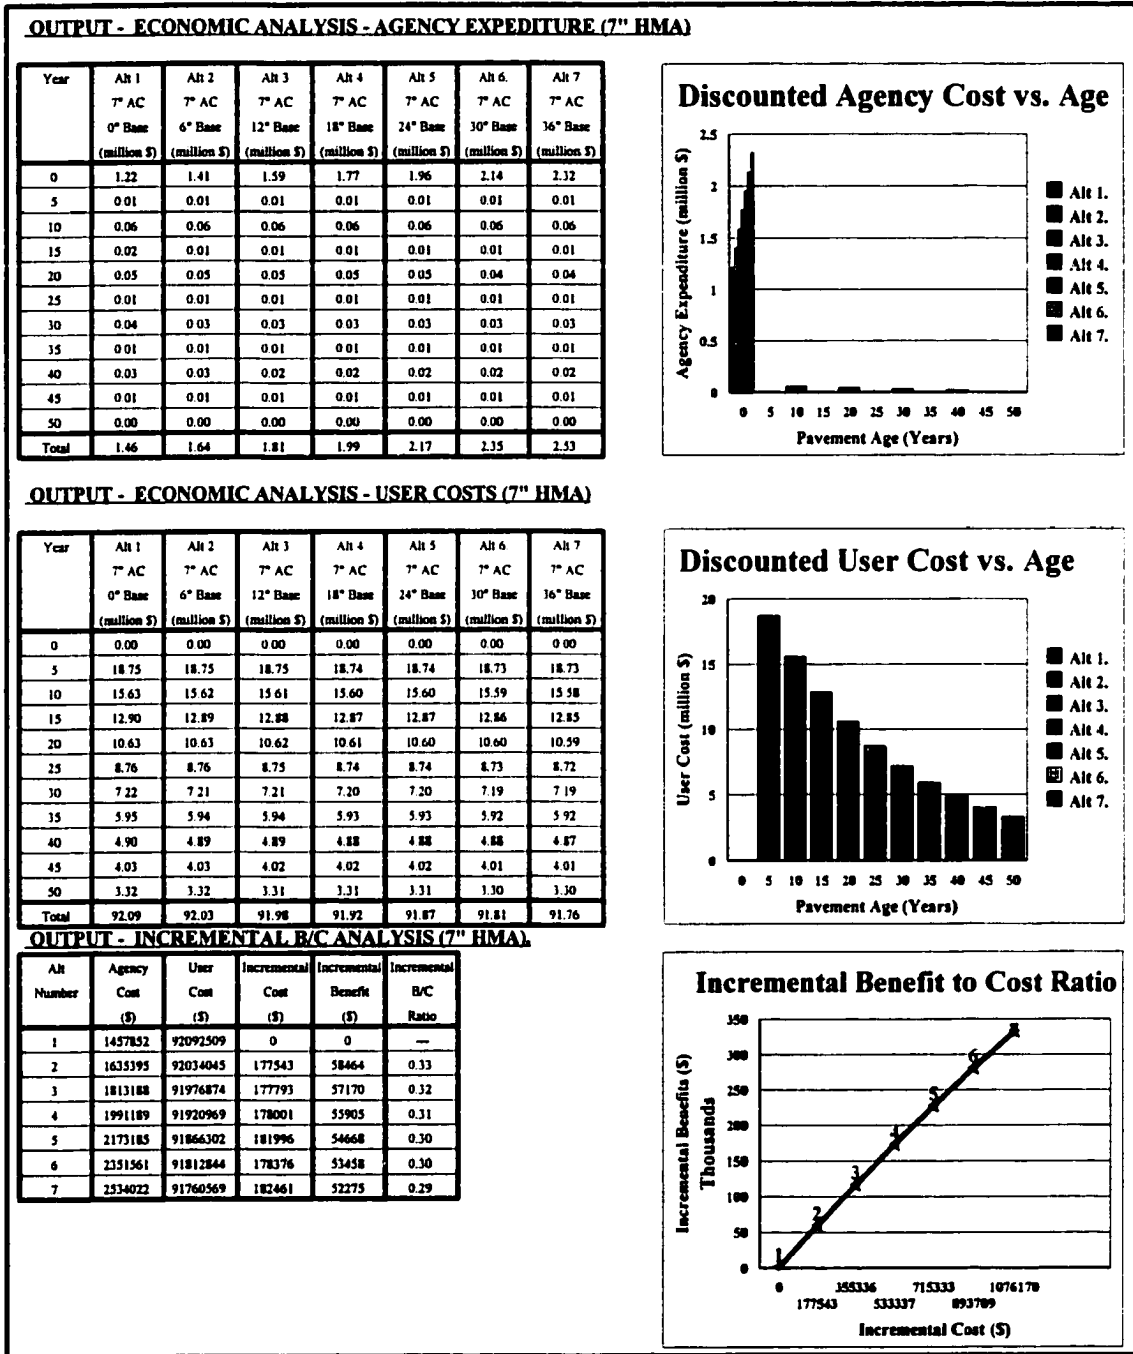 OUTPUT - ECONOMIC ANALYSIS - AGENCY EXPEDITURE (7" HMA)
Year Alt 1 Alt 2 Alt 3 Alt 4 Alt 5 Alt 6. Alt 7
7" AC 7" AC 7" AC 7" AC 7" AC 7" AC 7" AC
0" Base 6" Base 12" Base 18" Base 24" Base 30" Base 36" Base
(million $) (million $) (million $) (million $) (million $) (million $) (million $)
0 1.22 1.41 1.59 1.77 1.96 2.14 2.32
5 0.01 0.01 0.01 0.01 0.01 0.01 0.01
10 0.06 0.06 0.06 0.06 0.06 0.06 0.06
15 0.02 0.01 0.01 0.01 0.01 0.01 0.01
20 0.05 0.05 0.05 0.05 0.05 0.04 0.04
25 0.01 0.01 0.01 0.01 0.01 0.01 0.01
30 0.04 0.03 0.03 0.03 0.03 0.03 0.03
35 0.01 0.01 0.01 0.01 0.01 0.01 0.01
40 0.03 0.03 0.02 0.02 0.02 0.02 0.02
45 0.01 0.01 0.01 0.01 0.01 0.01 0.01
50 0.00 0.00 0.00 0.00 0.00 0.00 0.00
Total 1.46 1.64 1.81 1.99 2.17 2.35 2.53
Discounted Agency Cost vs. Age
Agency Expenditure (million $)
2.5
2
1.5
1
0.5
0
0 5 10 15 20 25 30 35 40 45 50
Pavement Age (Years)
Alt 1.
Alt 2.
Alt 3.
Alt 4.
Alt 5.
Alt 6.
Alt 7.
OUTPUT - ECONOMIC ANALYSIS - USER COSTS (7" HMA)
Year Alt 1 Alt 2 Alt 3 Alt 4 Alt 5 Alt 6 Alt 7
7" AC 7" AC 7" AC 7" AC 7" AC 7" AC 7" AC
0" Base 6" Base 12" Base 18" Base 24" Base 30" Base 36" Base
(million $) (million $) (million $) (million $) (million $) (million $) (million $)
0 0.00 0.00 0.00 0.00 0.00 0.00 0.00
5 18.75 18.75 18.75 18.74 18.74 18.73 18.73
10 15.63 15.62 15.61 15.60 15.60 15.59 15.58
15 12.90 12.89 12.88 12.87 12.87 12.86 12.85
20 10.63 10.63 10.62 10.61 10.60 10.60 10.59
25 8.76 8.76 8.75 8.74 8.74 8.73 8.72
30 7.22 7.21 7.21 7.20 7.20 7.19 7.19
35 5.95 5.94 5.94 5.93 5.93 5.92 5.92
40 4.90 4.89 4.89 4.88 4.88 4.88 4.87
45 4.03 4.03 4.02 4.02 4.02 4.01 4.01
50 3.32 3.32 3.31 3.31 3.31 3.30 3.30
Total 92.09 92.03 91.98 91.92 91.87 91.81 91.76
Discounted User Cost vs. Age
User Cost (million $)
20
15
10
5
0
0 5 10 15 20 25 30 35 40 45 50
Pavement Age (Years)
Alt 1.
Alt 2.
Alt 3.
Alt 4.
Alt 5.
Alt 6.
Alt 7.
OUTPUT - INCREMENTAL B/C ANALYSIS (7" HMA).
Alt Agency User Incremental Incremental Incremental
Number Cost Cost Cost Benefit B/C
($) ($) ($) ($) Ratio
1 1457852 92092509 0 0 —
2 1635395 92034045 177543 58464 0.33
3 1813188 91976874 177793 57170 0.32
4 1991189 91920969 178001 55905 0.31
5 2173185 91866302 181996 54668 0.30
6 2351561 91812844 178376 53458 0.30
7 2534022 91760569 182461 52275 0.29
Incremental Benefit to Cost Ratio
Incremental Benefits ($)
Thousands
350
300
250
200
150
100
50
0
1 2 3 4 5 6
0 355336 715333 1076170
177543 533337 893709
Incremental Cost ($)